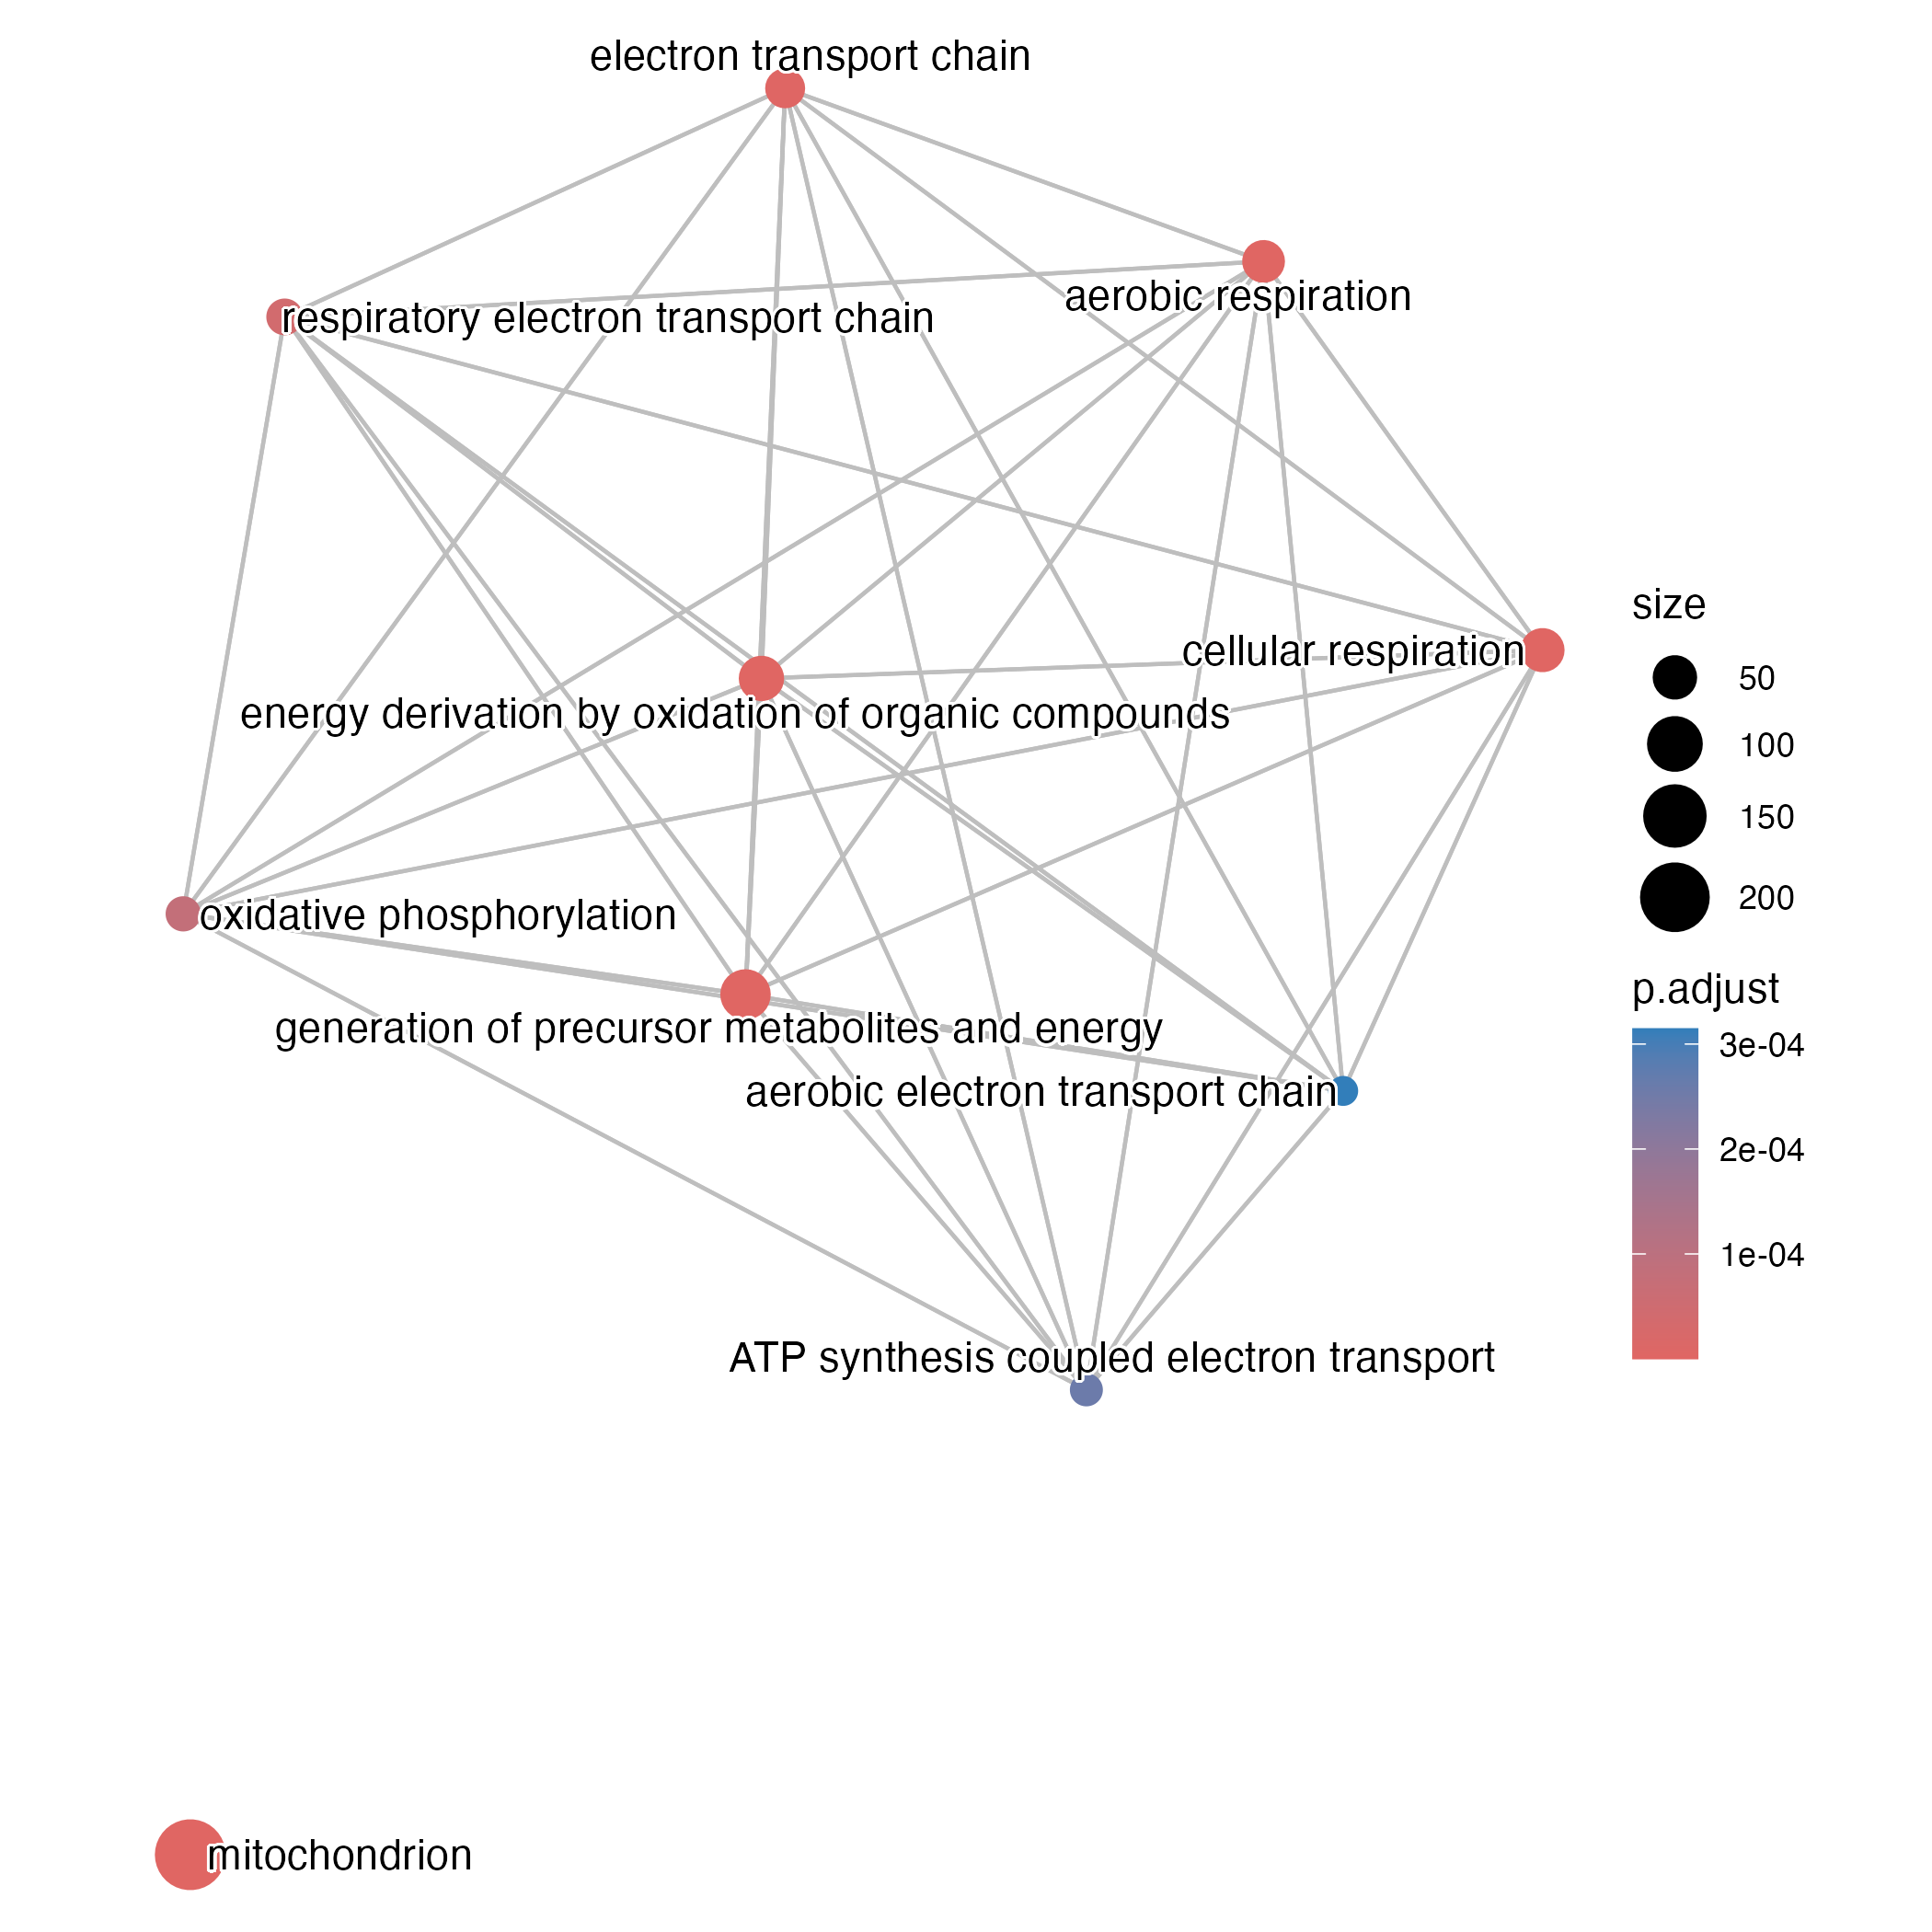 electron transport chain
aerobic respiration
respiratory electron transport chain
cellular respiration
energy derivation by oxidation of organic compounds
oxidative phosphorylation
generation of precursor metabolites and energy
aerobic electron transport chain
ATP synthesis coupled electron transport
mitochondrion
size
50
100
150
200
p.adjust
3e-04
2e-04
1e-04